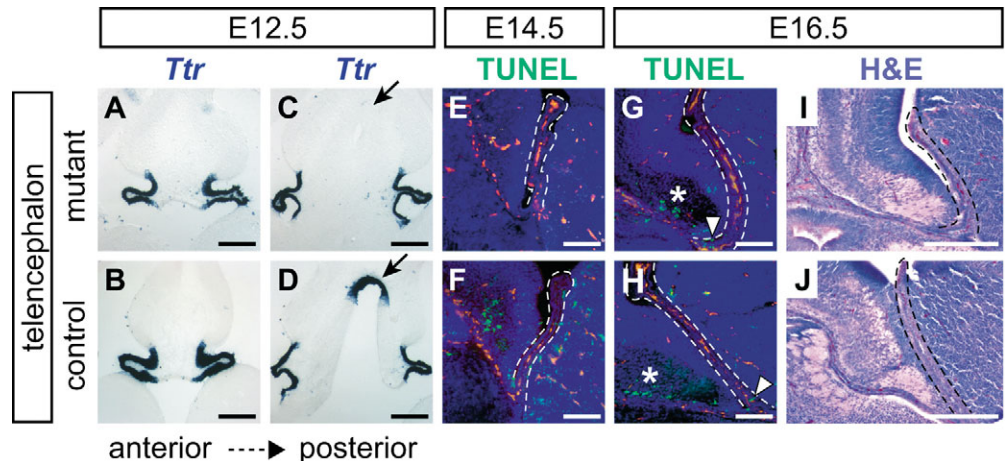 E12.5 E14.5 E16.5
Ttr Ttr TUNEL TUNEL H&E
telencephalon
mutant
A C E G I
*
control
B D F H J
*
anterior posterior